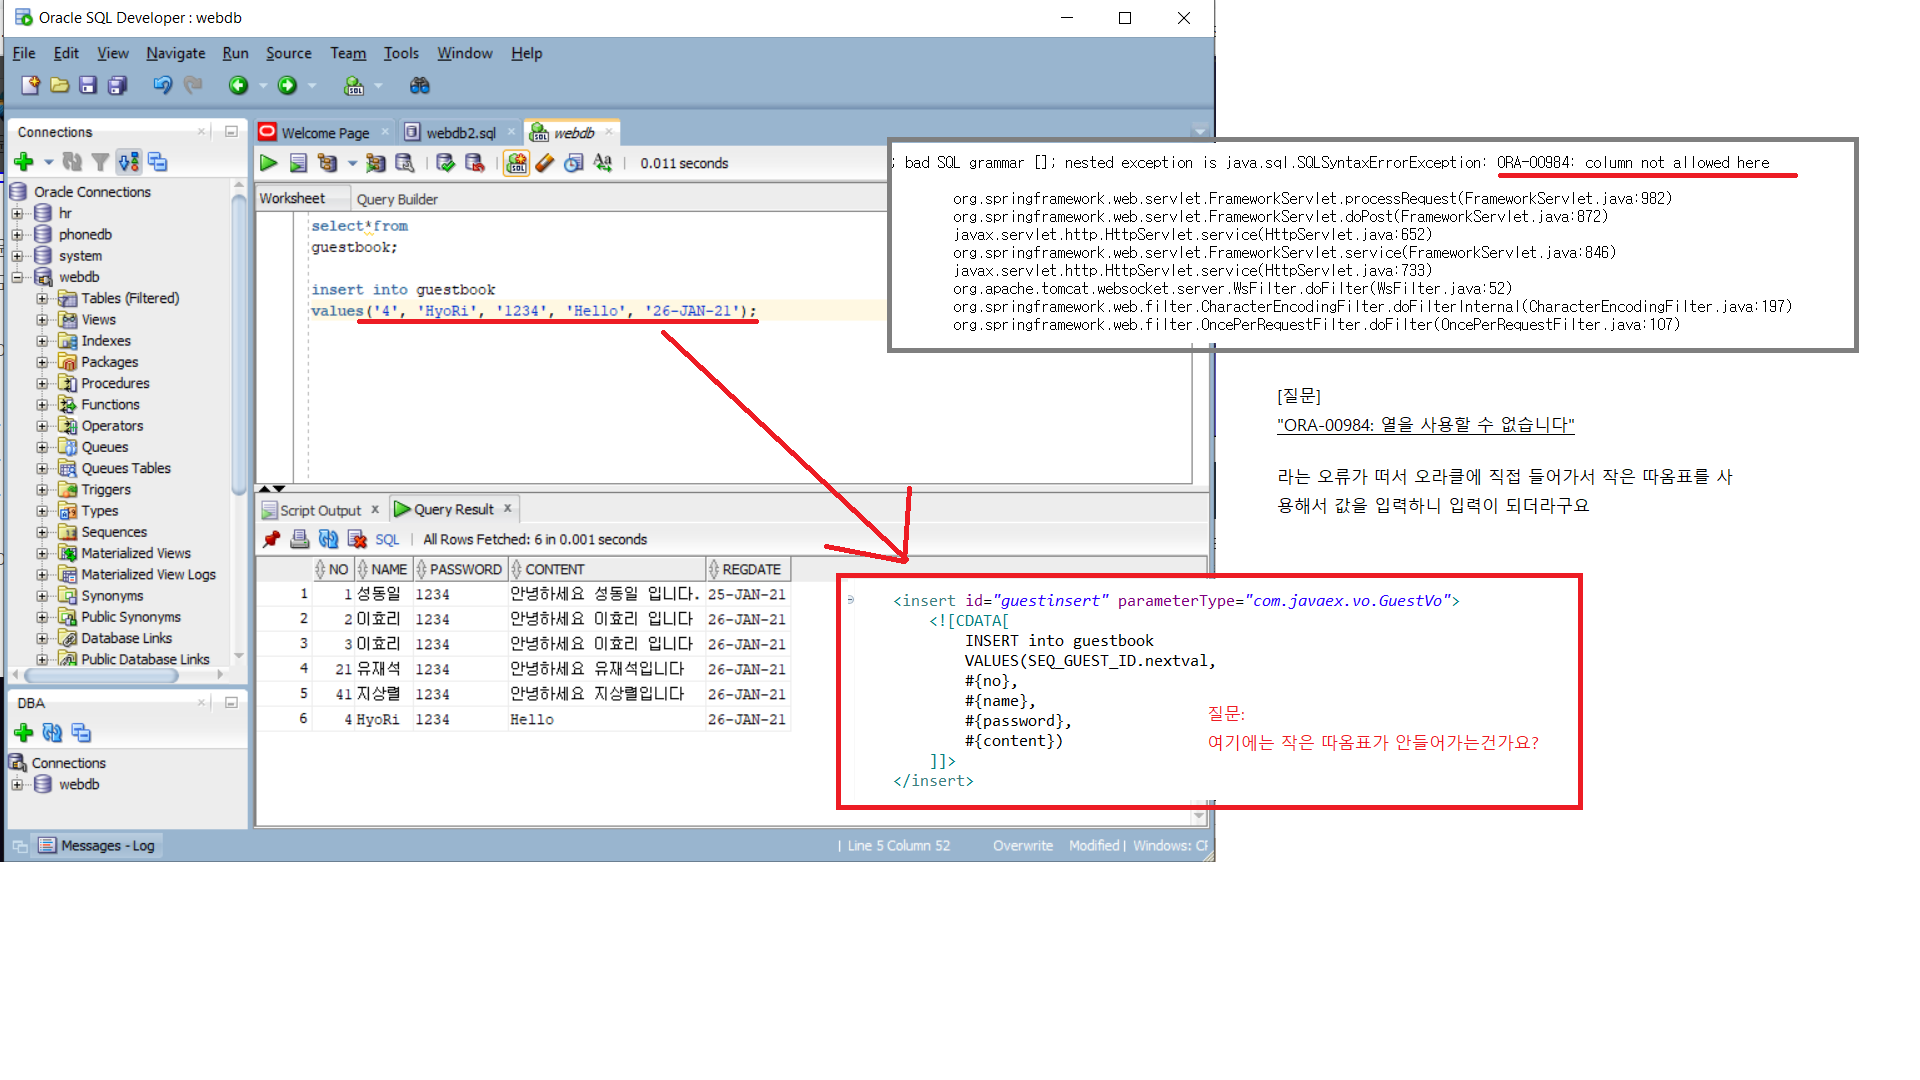 Oracle SQL Developer : webdb
File Edit View Navigate Run Source Team Tools Window Help
Connections
Oracle Connections
hr
phonedb
system
webdb
Tables (Filtered)
Views
Indexes
Packages
Procedures
Functions
Operators
Queues
Queues Tables
Triggers
Types
Sequences
Materialized Views
Materialized View Logs
Synonyms
Public Synonyms
Database Links
Public Database Links
DBA
Connections
webdb
Messages - Log
Welcome Page webdb2.sql webdb
0.011 seconds
Worksheet Query Builder
select*from
guestbook;
insert into guestbook
values('4', 'HyoRi', '1234', 'Hello', '26-JAN-21');
Script Output Query Result
SQL All Rows Fetched: 6 in 0.001 seconds
NO NAME PASSWORD CONTENT REGDATE
1 1 성동일 1234 안녕하세요 성동일 입니다. 25-JAN-21
2 2 이효리 1234 안녕하세요 이효리 입니다 26-JAN-21
3 3 이효리 1234 안녕하세요 이효리 입니다 26-JAN-21
4 21 유재석 1234 안녕하세요 유재석입니다 26-JAN-21
5 41 지상렬 1234 안녕하세요 지상렬입니다 26-JAN-21
6 4 HyoRi 1234 Hello 26-JAN-21
Line 5 Column 52 Overwrite Modified Windows: CF
; bad SQL grammar []; nested exception is java.sql.SQLSyntaxErrorException: ORA-00984: column not allowed here
org.springframework.web.servlet.FrameworkServlet.processRequest(FrameworkServlet.java:982)
org.springframework.web.servlet.FrameworkServlet.doPost(FrameworkServlet.java:872)
javax.servlet.http.HttpServlet.service(HttpServlet.java:652)
org.springframework.web.servlet.FrameworkServlet.service(FrameworkServlet.java:846)
javax.servlet.http.HttpServlet.service(HttpServlet.java:733)
org.apache.tomcat.websocket.server.WsFilter.doFilter(WsFilter.java:52)
org.springframework.web.filter.CharacterEncodingFilter.doFilterInternal(CharacterEncodingFilter.java:197)
org.springframework.web.filter.OncePerRequestFilter.doFilter(OncePerRequestFilter.java:107)
[질문]
"ORA-00984: 열을 사용할 수 없습니다"
라는 오류가 떠서 오라클에 직접 들어가서 작은 따옴표를 사
용해서 값을 입력하니 입력이 되더라구요
<insert id="guestinsert" parameterType="com.javaex.vo.GuestVo">
<![CDATA[
INSERT into guestbook
VALUES(SEQ_GUEST_ID.nextval,
#{no},
#{name},
#{password},
#{content})
]]>
</insert>
질문:
여기에는 작은 따옴표가 안들어가는건가요?